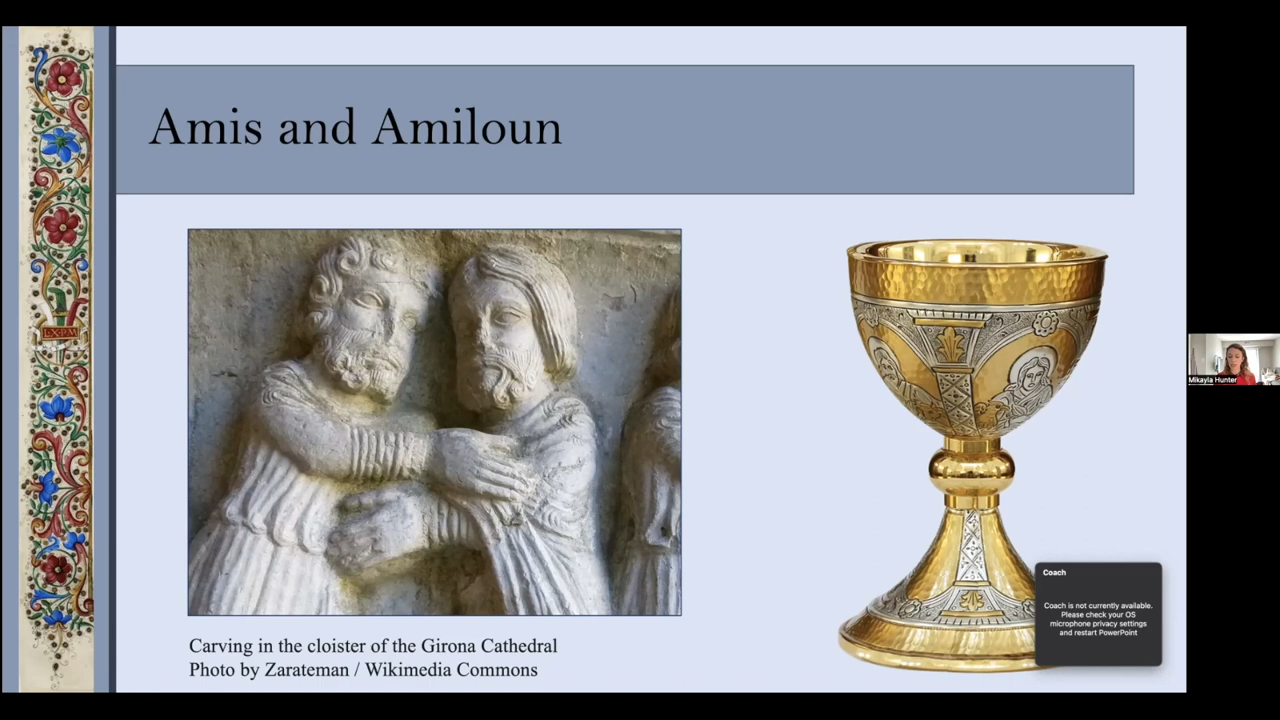 Amis and Amiloun
L·X·P·M
Carving in the cloister of the Girona Cathedral
Photo by Zarateman / Wikimedia Commons
Coach
Coach is not currently available.
Please check your OS
microphone privacy settings
and restart PowerPoint
Mikayla Hunter